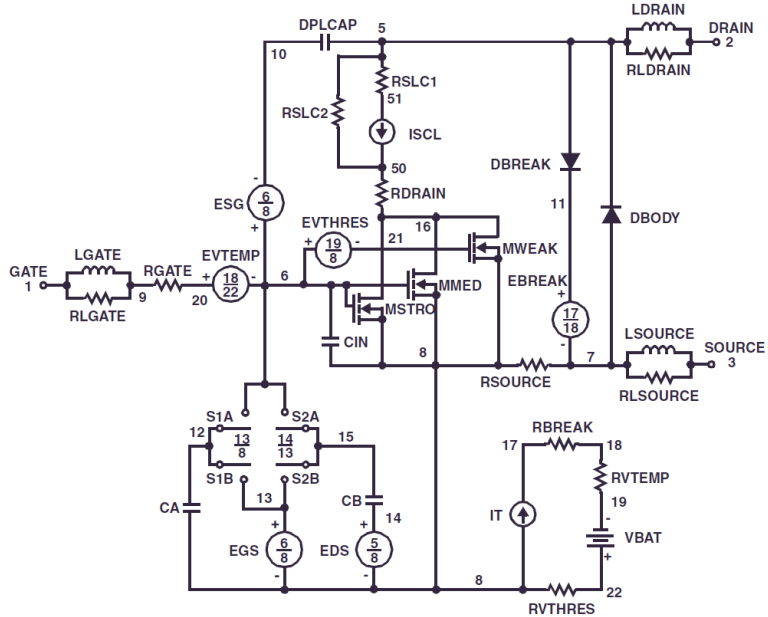 LDRAIN
DPLCAP
5
DRAIN
2
10
RLDRAIN
RSLC1
51
RSLC2
ISCL
DBREAK
50
ESG
6
8
-
+
RDRAIN
11
DBODY
EVTHRES
+ 19 -
8
21
16
MWEAK
LGATE
GATE
1
RLGATE
9
RGATE
20
EVTEMP
+ 18 -
22
6
MMED
MSTRO
EBREAK
+
17
18
-
CIN
8
RSOURCE
7
LSOURCE
SOURCE
3
RLSOURCE
S1A
S2A
12
13
8
14
13
15
S1B
S2B
13
CA
CB
14
+
EGS
6
8
-
+
EDS
5
8
-
RBREAK
17
18
RVTEMP
19
IT
-
VBAT
+
8
22
RVTHRES